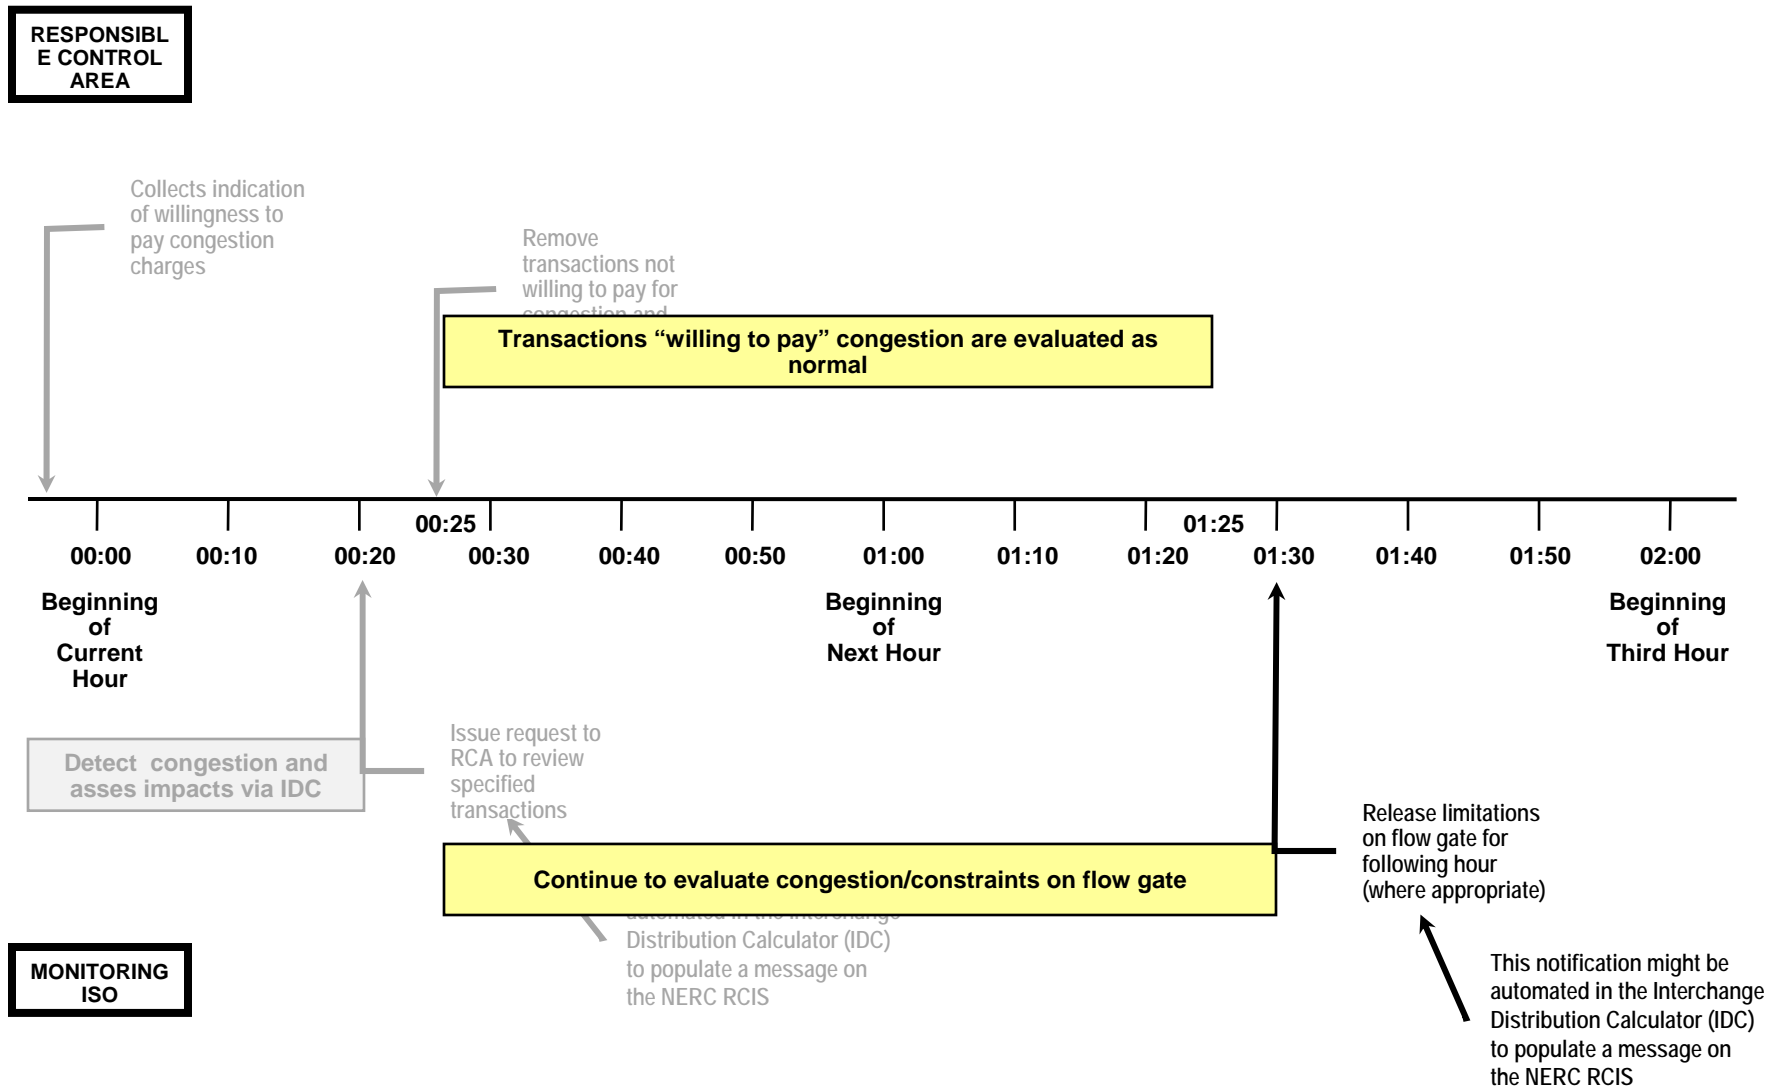 RESPONSIBL
E CONTROL
AREA
Collects indication
of willingness to
pay congestion
charges
Remove
transactions not
willing to pay for
congestion and
Transactions “willing to pay” congestion are evaluated as
normal
00:25
01:25
00:00 00:10 00:20 00:30 00:40 00:50 01:00 01:10 01:20 01:30 01:40 01:50 02:00
Beginning
of
Current
Hour
Beginning
of
Next Hour
Beginning
of
Third Hour
Detect congestion and
asses impacts via IDC
Issue request to
RCA to review
specified
transactions
Continue to evaluate congestion/constraints on flow gate
automated in the Interchange
Distribution Calculator (IDC)
to populate a message on
the NERC RCIS
Release limitations
on flow gate for
following hour
(where appropriate)
MONITORING
ISO
This notification might be
automated in the Interchange
Distribution Calculator (IDC)
to populate a message on
the NERC RCIS